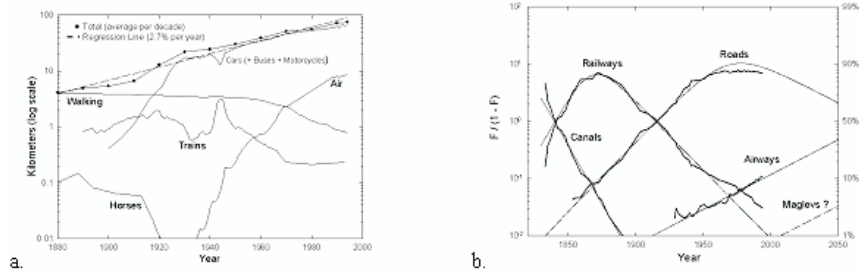 a.
100
10
1
0.1
0.01
Kilometers (log scale)
Total (average per decade)
Regression Line (2.7% per year)
Cars (+ Buses + Motorcycles)
Air
Walking
Trains
Horses
1880 1900 1920 1940 1960 1980 2000
Year
b.
F / (1 - F)
Railways
Roads
Canals
Airways
Maglevs ?
99%
90%
50%
10%
1%
1850 1900 1950 2000 2050
Year